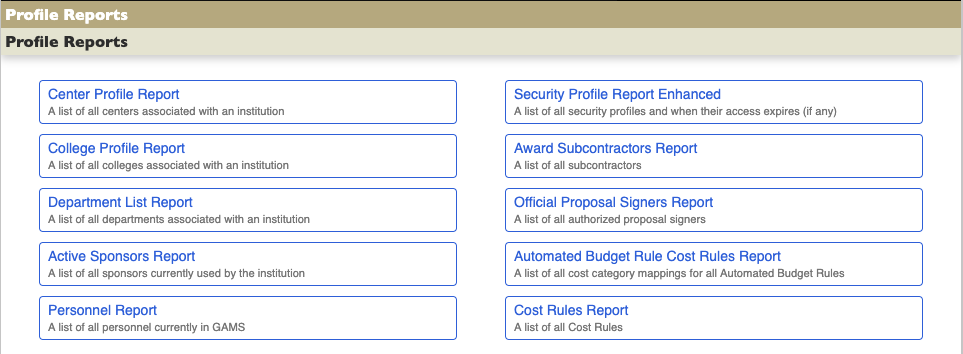 Profile Reports
Profile Reports
Center Profile Report
A list of all centers associated with an institution
College Profile Report
A list of all colleges associated with an institution
Department List Report
A list of all departments associated with an institution
Active Sponsors Report
A list of all sponsors currently used by the institution
Personnel Report
A list of all personnel currently in GAMS
Security Profile Report Enhanced
A list of all security profiles and when their access expires (if any)
Award Subcontractors Report
A list of all subcontractors
Official Proposal Signers Report
A list of all authorized proposal signers
Automated Budget Rule Cost Rules Report
A list of all cost category mappings for all Automated Budget Rules
Cost Rules Report
A list of all Cost Rules